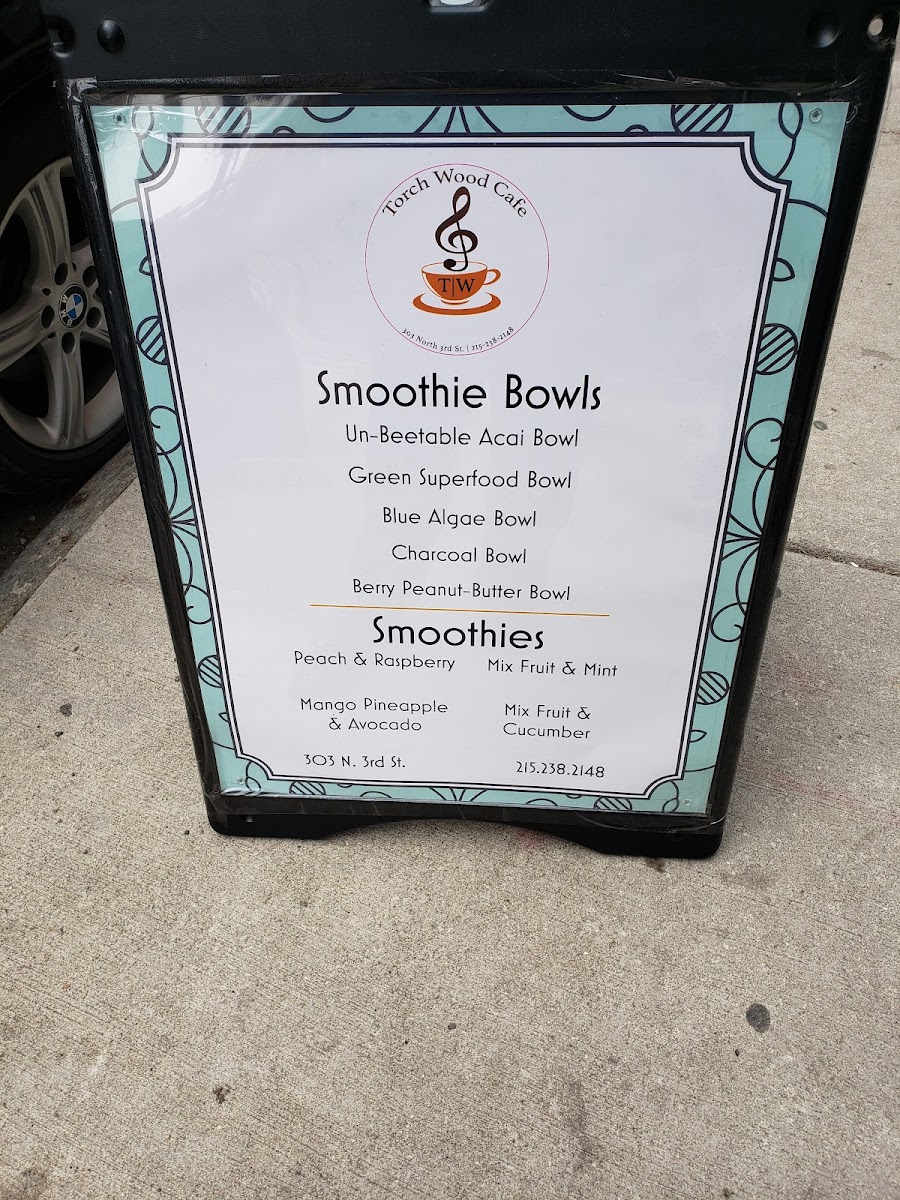 Torch Wood Cafe
T|W
303 North 3rd St. | 215-238-2148
Smoothie Bowls
Un-Beetable Acai Bowl
Green Superfood Bowl
Blue Algae Bowl
Charcoal Bowl
Berry Peanut-Butter Bowl
Smoothies
Peach & Raspberry
Mix Fruit & Mint
Mango Pineapple
& Avocado
Mix Fruit &
Cucumber
303 N. 3rd St.
215.238.2148
BMW